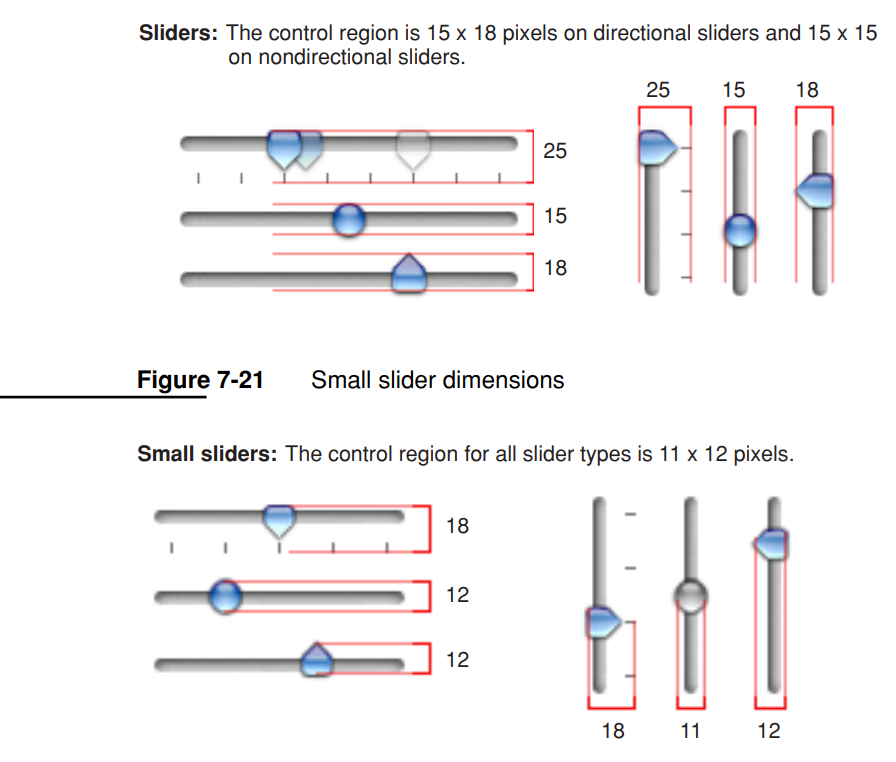 Sliders: The control region is 15 x 18 pixels on directional sliders and 15 x 15
on nondirectional sliders.
25 15 18
25
15
18
Figure 7-21 Small slider dimensions
Small sliders: The control region for all slider types is 11 x 12 pixels.
18
12
12
18 11 12